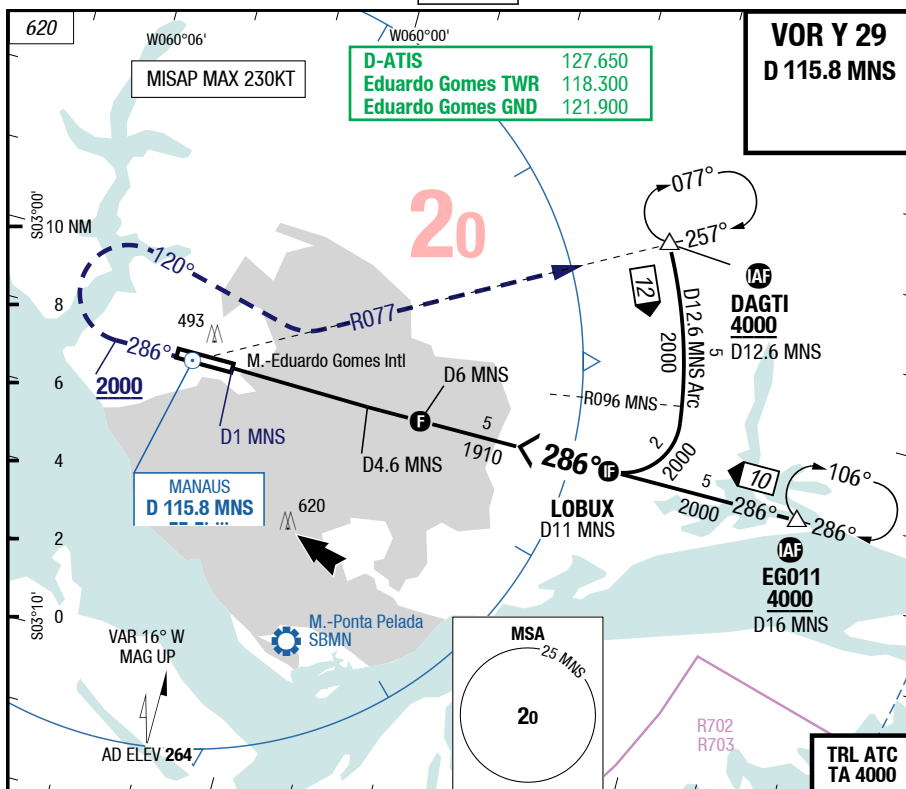 620
W060°06'
W060°00'
VOR Y 29
D 115.8 MNS
MISAP MAX 230KT
D-ATIS 127.650
Eduardo Gomes TWR 118.300
Eduardo Gomes GND 121.900
S03°00'
10 NM
8
6
4
2
0
S03°10'
20
077°
257°
IAF
DAGTI
4000
D12.6 MNS
12
D12.6 MNS Arc
5
2000
R096 MNS
120°
R077
493
286°
2000
M.-Eduardo Gomes Intl
D1 MNS
D6 MNS
F
D4.6 MNS
5
1910
286°
IF
LOBUX
D11 MNS
2
2000
10
5
2000
286°
106°
286°
IAF
EG011
4000
D16 MNS
MANAUS
D 115.8 MNS
620
M.-Ponta Pelada
SBMN
VAR 16° W
MAG UP
AD ELEV 264
MSA
25 MNS
20
R702
R703
TRL ATC
TA 4000